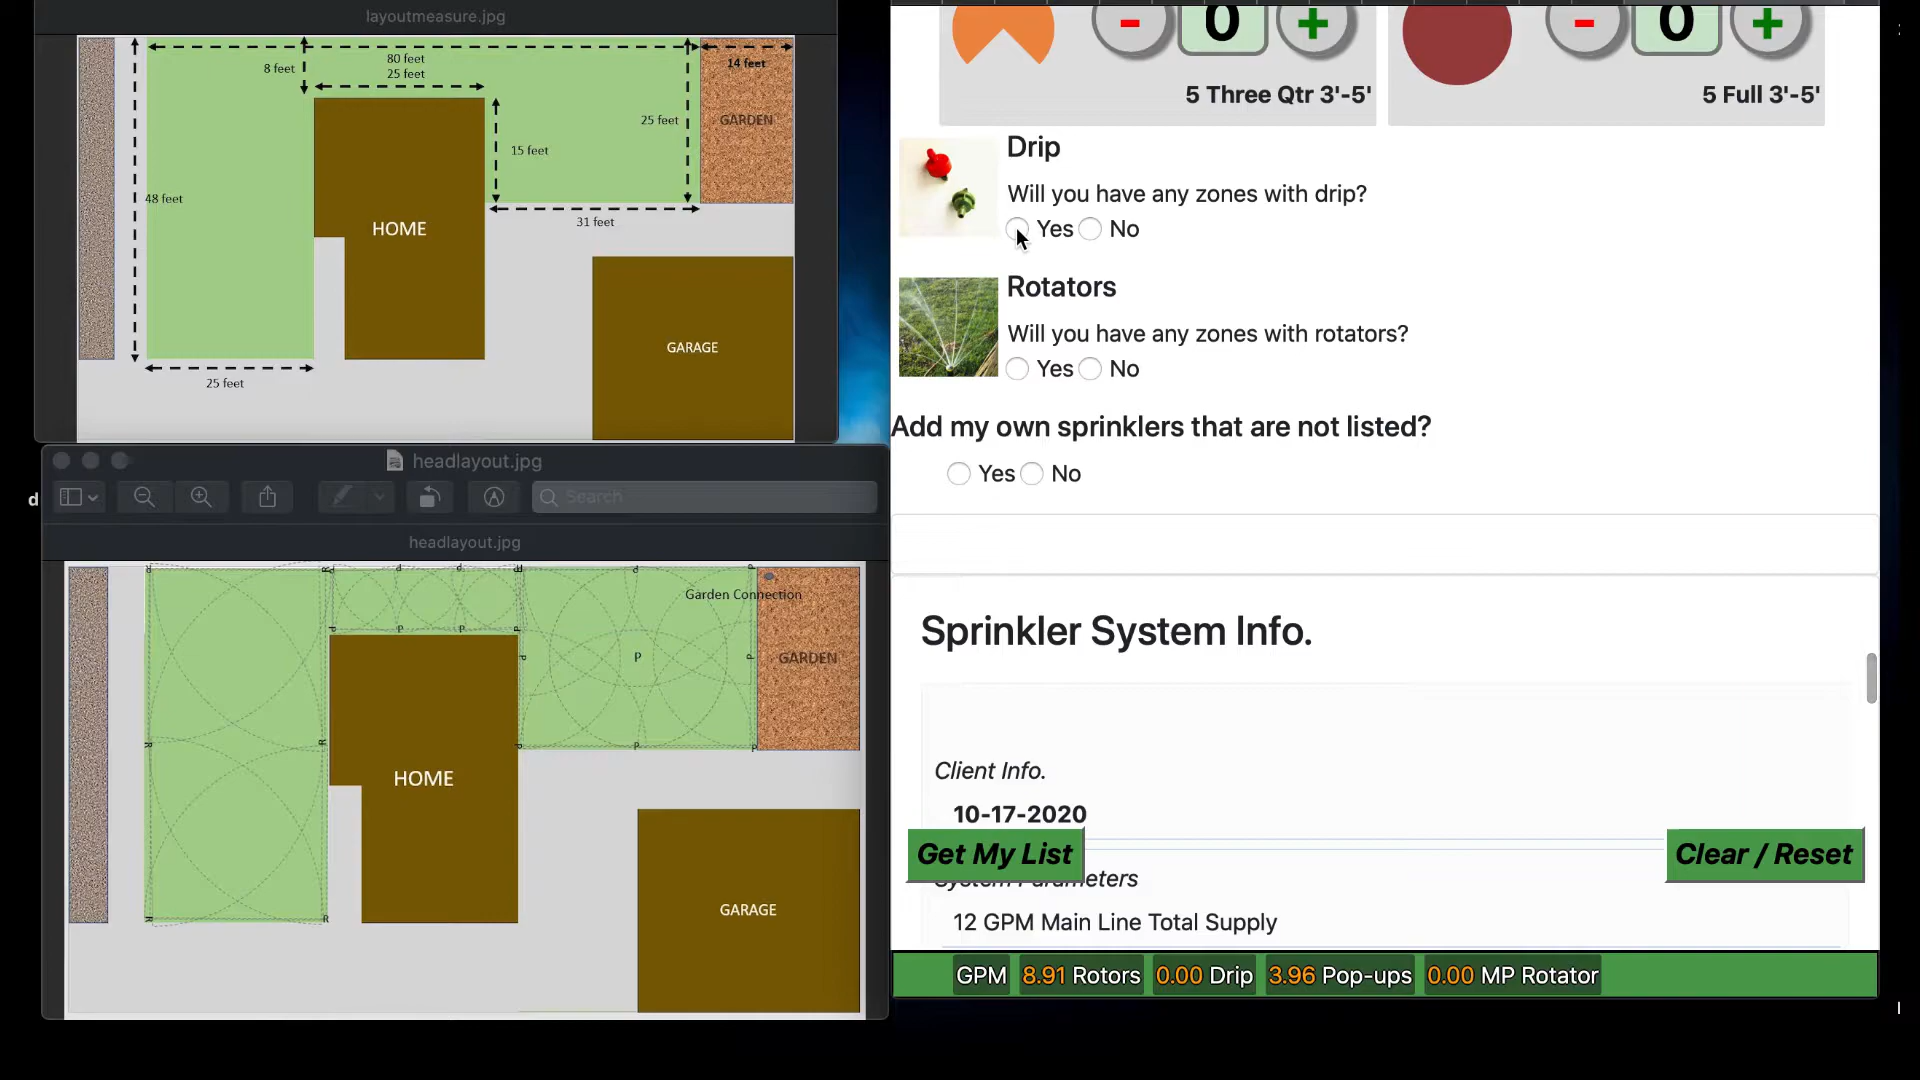 layoutmeasure.jpg
80 feet
8 feet
25 feet
14 feet
25 feet
GARDEN
15 feet
48 feet
31 feet
HOME
GARAGE
25 feet
d
headlayout.jpg
Search
headlayout.jpg
R R P P P P P P
Garden Connection
P P P P
P P P
GARDEN
R R P P P
HOME
GARAGE
R R
- 0 +
5 Three Qtr 3'-5'
- 0 +
5 Full 3'-5'
Drip
Will you have any zones with drip?
Yes No
Rotators
Will you have any zones with rotators?
Yes No
Add my own sprinklers that are not listed?
Yes No
Sprinkler System Info.
Client Info.
10-17-2020
Get My List
Clear / Reset
System Parameters
12 GPM Main Line Total Supply
GPM 8.91 Rotors 0.00 Drip 3.96 Pop-ups 0.00 MP Rotator